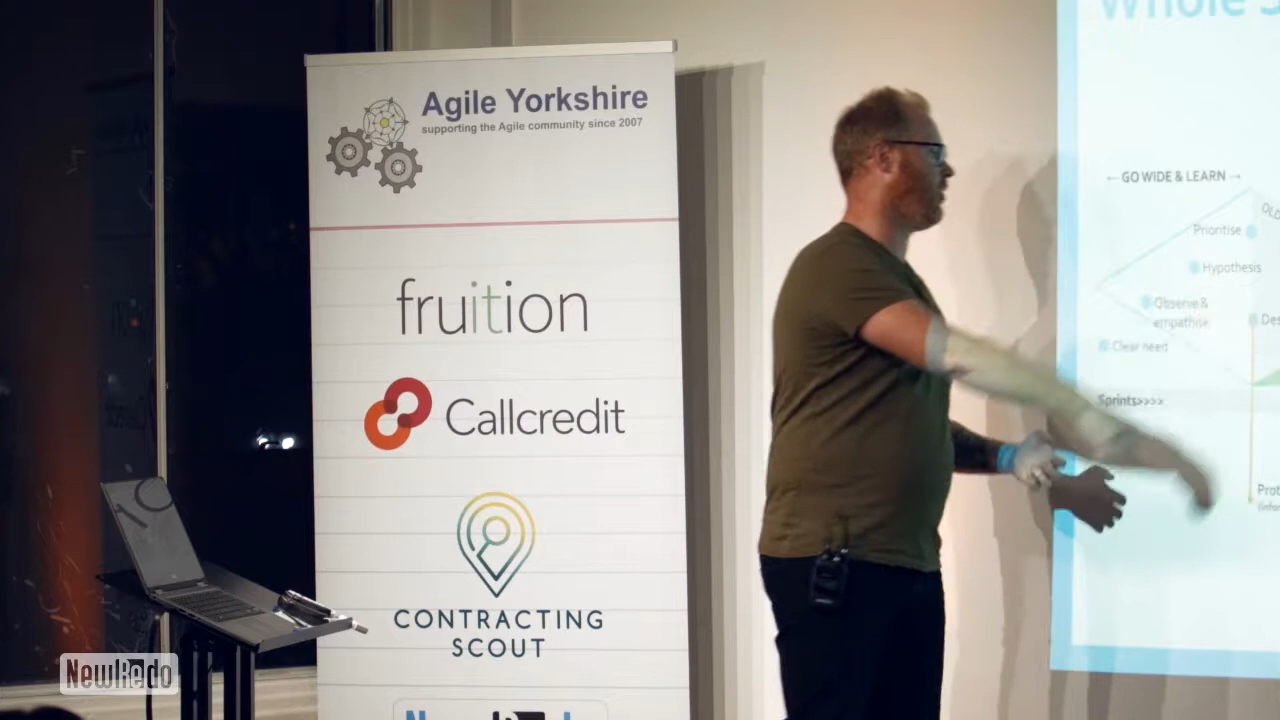 Agile Yorkshire
supporting the Agile community since 2007
fruition
Callcredit
CONTRACTING
SCOUT
NewRedo
Whole
←GO WIDE & LEARN→
Prioritise
Hypothesis
Observe &
empathise
Clear need
Sprints>>>>